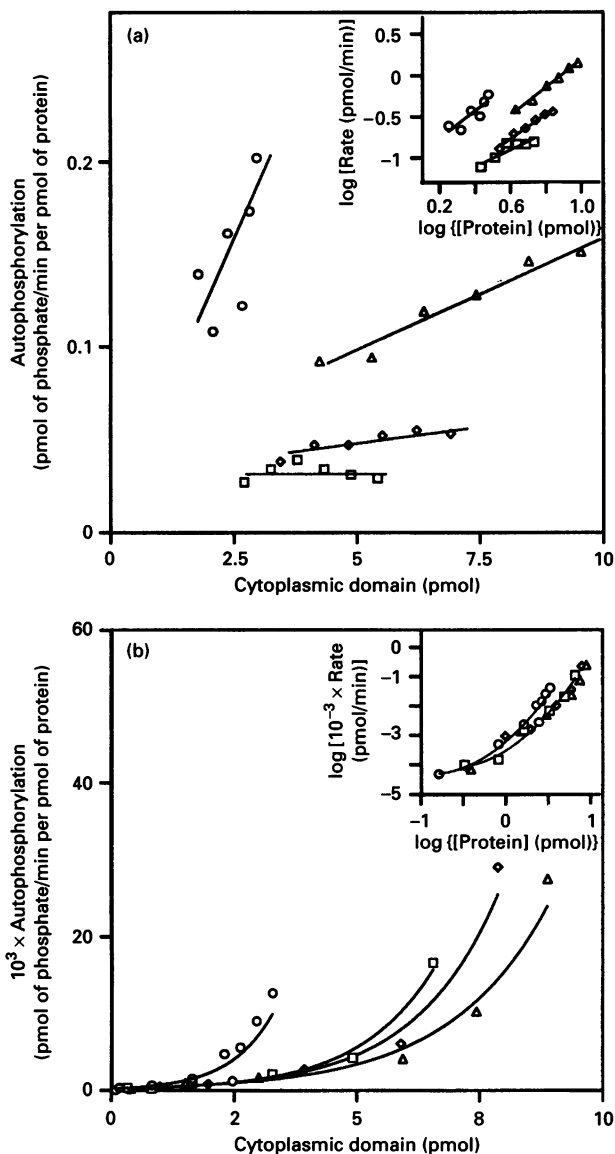 (a)
Autophosphorylation
(pmol of phosphate/min per pmol of protein)
0.2
0.1
0
0 2.5 5 7.5 10
Cytoplasmic domain (pmol)
log [Rate (pmol/min)]
0
−0.5
−1
0.2 0.6 1.0
log {[Protein] (pmol)}
(b)
10³ × Autophosphorylation
(pmol of phosphate/min per pmol of protein)
60
40
20
0
0 2 5 8 10
Cytoplasmic domain (pmol)
log [10⁻³ × Rate
(pmol/min)]
0
−1
−3
−5
−1 0 1
log {[Protein] (pmol)}